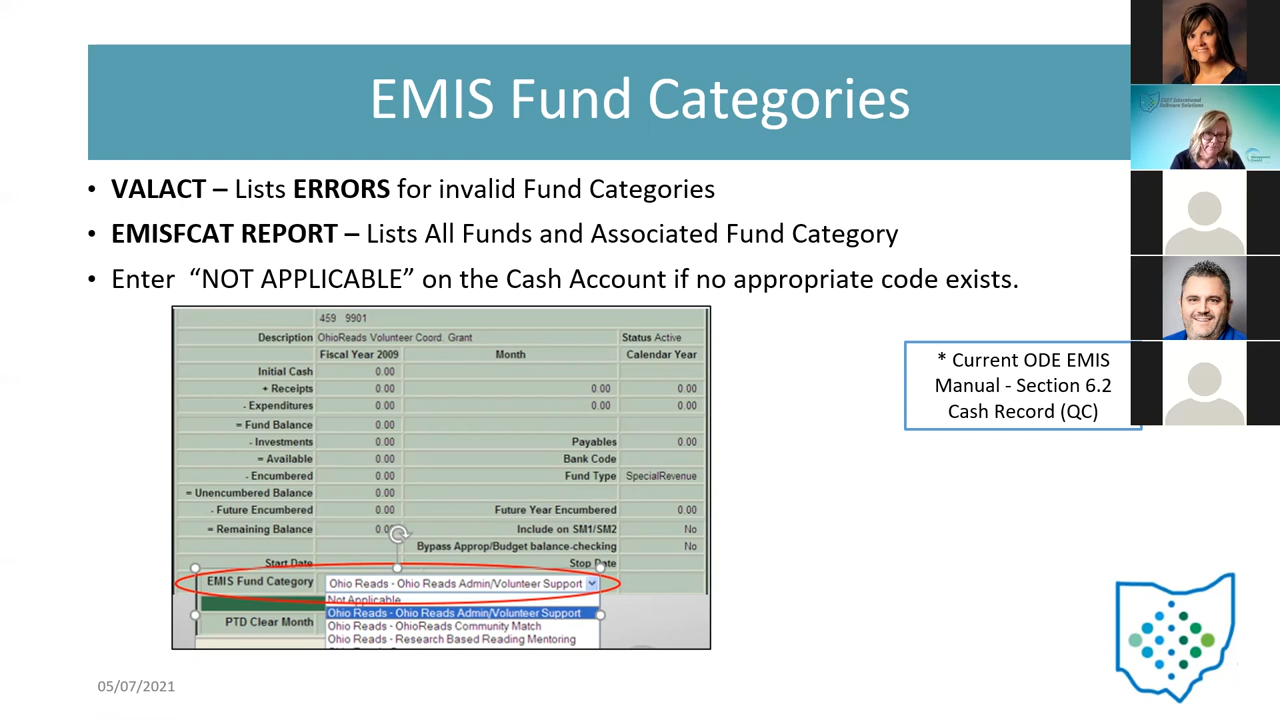 EMIS Fund Categories
• VALACT – Lists ERRORS for invalid Fund Categories
• EMISFCAT REPORT – Lists All Funds and Associated Fund Category
• Enter “NOT APPLICABLE” on the Cash Account if no appropriate code exists.
459 9901
Description OhioReads Volunteer Coord. Grant Status Active
Fiscal Year 2009 Month Calendar Year
Initial Cash 0.00
+ Receipts 0.00 0.00 0.00
- Expenditures 0.00 0.00 0.00
= Fund Balance 0.00
- Investments 0.00 Payables 0.00
= Available 0.00 Bank Code
- Encumbered 0.00 Fund Type SpecialRevenue
= Unencumbered Balance 0.00
- Future Encumbered 0.00 Future Year Encumbered 0.00
= Remaining Balance 0.00 Include on SM1/SM2 No
Bypass Approp/Budget balance-checking No
Start Date Stop Date
EMIS Fund Category Ohio Reads - Ohio Reads Admin/Volunteer Support
Not Applicable
Ohio Reads - Ohio Reads Admin/Volunteer Support
PTD Clear Month Ohio Reads - OhioReads Community Match
Ohio Reads - Research Based Reading Mentoring
* Current ODE EMIS
Manual - Section 6.2
Cash Record (QC)
05/07/2021